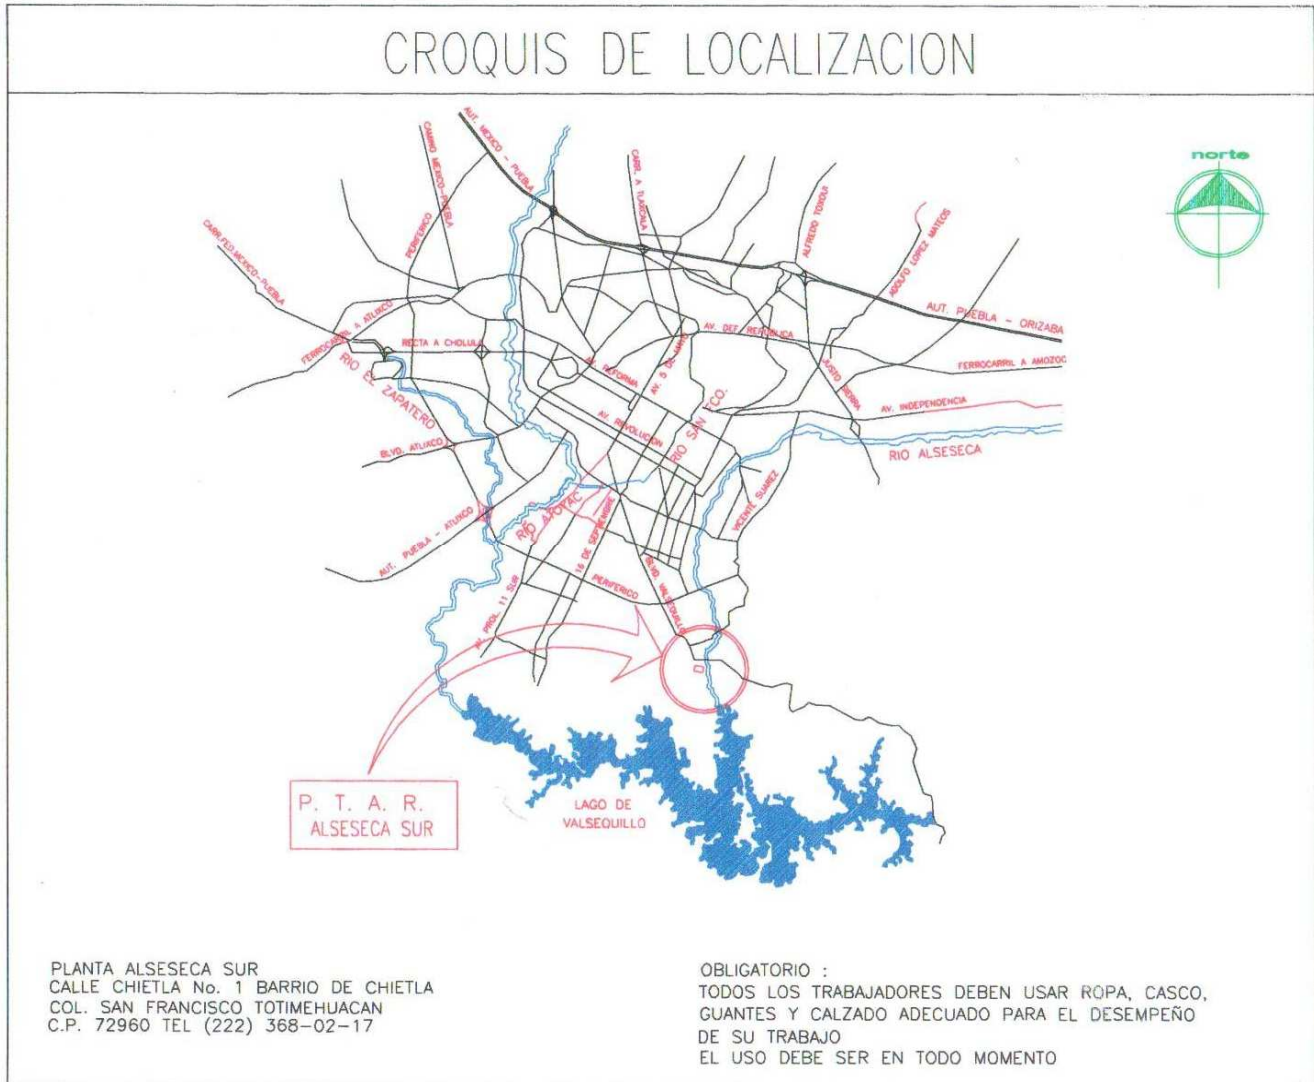 CROQUIS DE LOCALIZACION
norte
AUT. MEXICO - PUEBLA
CAMINO MEXICO-PUEBLA
PERIFERICO
CARR. A TLAXCALA
ALFREDO TOXQUI
ADOLFO LOPEZ MATEOS
CARR.FED.MEXICO-PUEBLA
AUT. PUEBLA - ORIZABA
FERROCARRIL A ATLIXCO
RECTA A CHOLULA
AV. DEF. REPUBLICA
FERROCARRIL A AMOZOC
RIO EL ZAPATERO
AV. REFORMA
AV. 5 DE MAYO
JUSTO SIERRA
AV. INDEPENDENCIA
AV. REVOLUCION
RIO SAN FCO.
BLVD. ATLIXCO
RIO ALSESECA
VICENTE SUAREZ
RIO ATOYAC
AUT. PUEBLA - ATLIXCO
16 DE SEPTIEMBRE
BLVD. VALSEQUILLO
PERIFERICO
AV. PROL. 11 SUR
P. T. A. R.
ALSESECA SUR
LAGO DE
VALSEQUILLO
PLANTA ALSESECA SUR
CALLE CHIETLA No. 1 BARRIO DE CHIETLA
COL. SAN FRANCISCO TOTIMEHUACAN
C.P. 72960 TEL (222) 368-02-17
OBLIGATORIO :
TODOS LOS TRABAJADORES DEBEN USAR ROPA, CASCO,
GUANTES Y CALZADO ADECUADO PARA EL DESEMPEÑO
DE SU TRABAJO
EL USO DEBE SER EN TODO MOMENTO